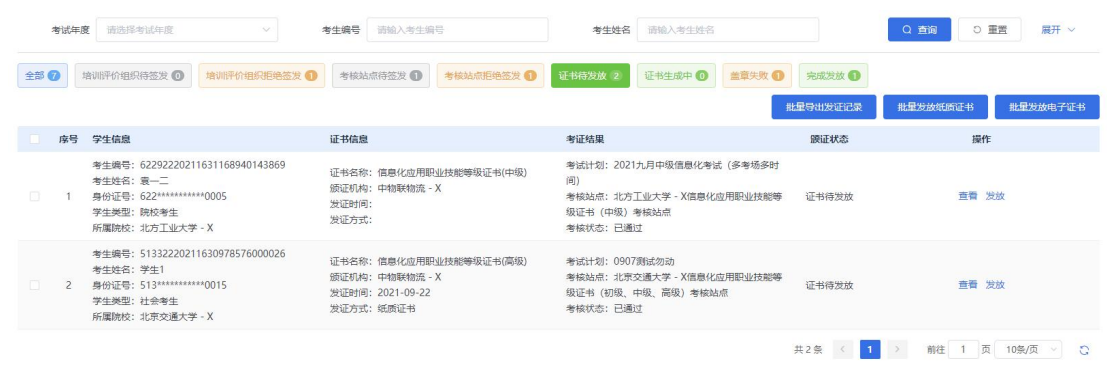 考试年度 请选择考试年度 考生编号 请输入考生编号 考生姓名 请输入考生姓名 查询 重置 展开
全部 7 培训评价组织待签发 0 培训评价组织拒绝签发 1 考核站点待签发 1 考核站点拒绝签发 1 证书待发放 2 证书生成中 0 盖章失败 1 完成发放 1
批量导出发证记录 批量发放纸质证书 批量发放电子证书
序号 学生信息 证书信息 考证结果 颁证状态 操作
1
考生编号：62292220211631168940143869
考生姓名：袁一二
身份证号：622***********0005
学生类型：院校考生
所属院校：北方工业大学 - X
证书名称：信息化应用职业技能等级证书(中级)
颁证机构：中物联物流 - X
发证时间：
发证方式：
考试计划：2021九月中级信息化考试（多考场多时
间）
考核站点：北方工业大学 - X信息化应用职业技能等
级证书（中级）考核站点
考核状态：已通过
证书待发放
查看 发放
2
考生编号：51332220211630978576000026
考生姓名：学生1
身份证号：513***********0015
学生类型：社会考生
所属院校：北京交通大学 - X
证书名称：信息化应用职业技能等级证书(高级)
颁证机构：中物联物流 - X
发证时间：2021-09-22
发证方式：纸质证书
考试计划：0907测试勿动
考核站点：北京交通大学 - X信息化应用职业技能等
级证书（初级、中级、高级）考核站点
考核状态：已通过
证书待发放
查看 发放
共 2 条 1 前往 1 页 10条/页